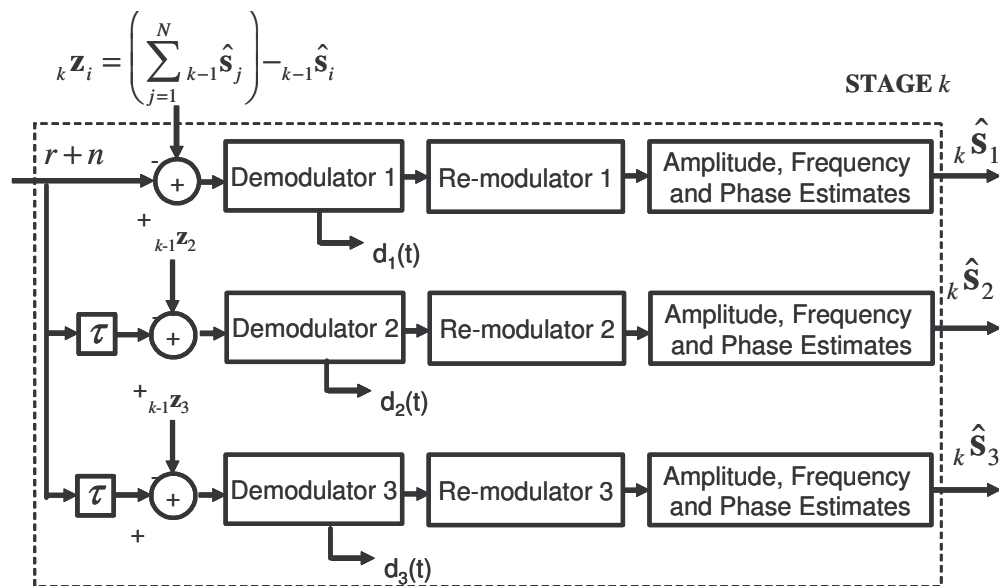 ₖ𝐳ᵢ = (∑_{j=1}^{N} ₖ₋₁ŝⱼ) −ₖ₋₁ŝᵢ
STAGE k
r + n
-
+
+
Demodulator 1
Re-modulator 1
Amplitude, Frequency
and Phase Estimates
ₖŝ₁
d₁(t)
k-1z₂
τ
-
+
+
Demodulator 2
Re-modulator 2
Amplitude, Frequency
and Phase Estimates
ₖŝ₂
d₂(t)
k-1z₃
τ
-
+
+
Demodulator 3
Re-modulator 3
Amplitude, Frequency
and Phase Estimates
ₖŝ₃
d₃(t)